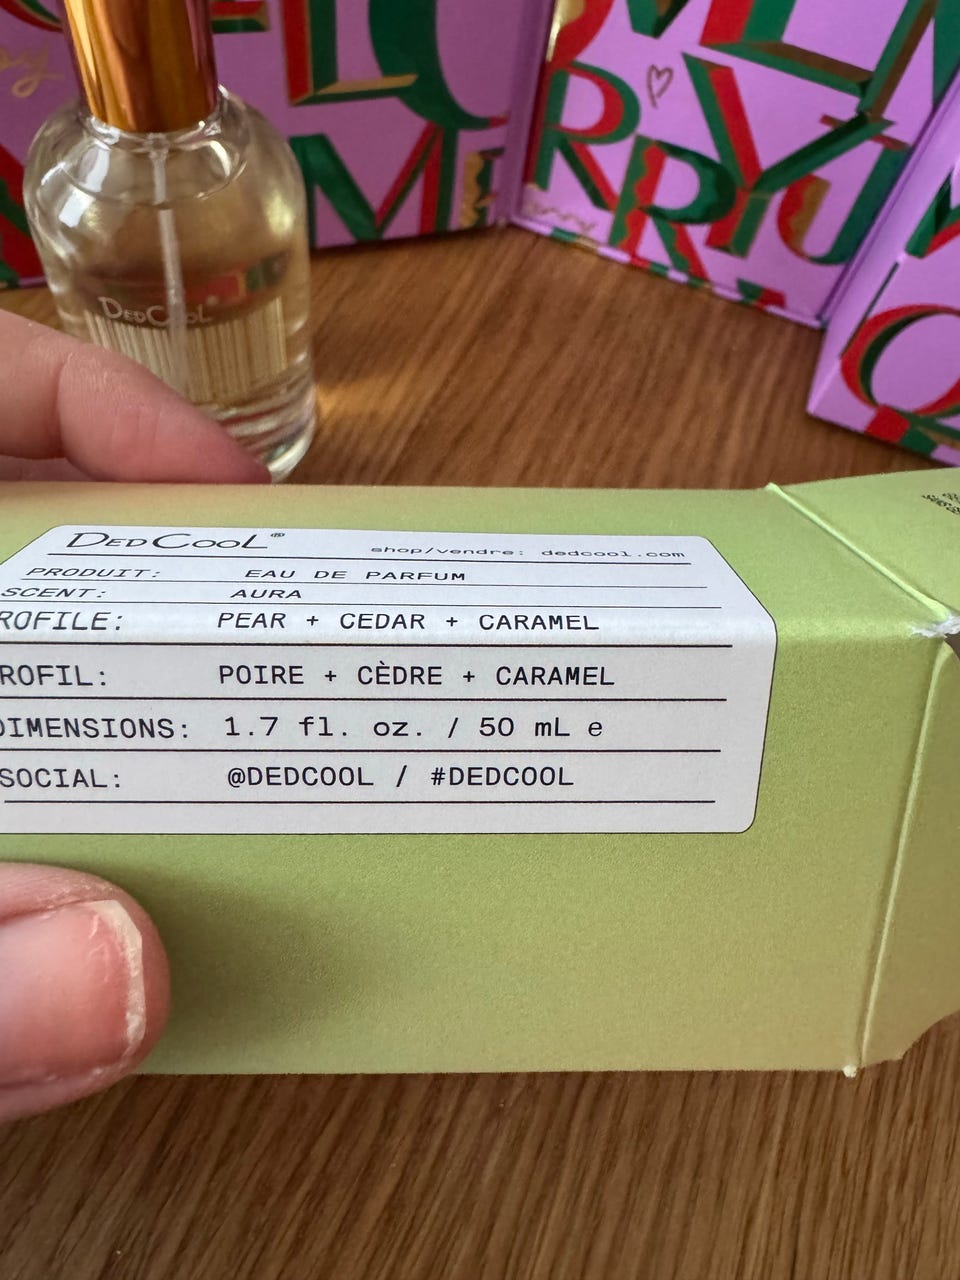 DEDCOOL
DEDCOOL®
shop/vendre: dedcool.com
PRODUIT: EAU DE PARFUM
SCENT: AURA
ROFILE: PEAR + CEDAR + CARAMEL
ROFIL: POIRE + CÈDRE + CARAMEL
DIMENSIONS: 1.7 fl. oz. / 50 mL e
SOCIAL: @DEDCOOL / #DEDCOOL